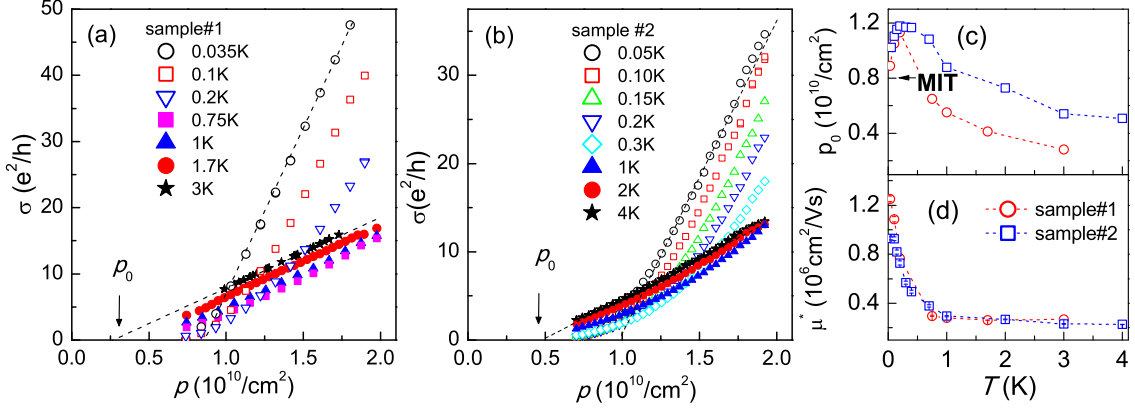 (a)
sample#1
0.035K
0.1K
0.2K
0.75K
1K
1.7K
3K
p₀
50
40
30
20
10
0
σ (e²/h)
0.0
0.5
1.0
1.5
2.0
p (10¹⁰/cm²)
(b)
sample #2
0.05K
0.10K
0.15K
0.2K
0.3K
1K
2K
4K
p₀
30
20
10
0
σ(e²/h)
0.0
0.5
1.0
1.5
2.0
p (10¹⁰/cm²)
(c)
MIT
1.2
0.8
0.4
p₀ (10¹⁰/cm²)
(d)
sample#1
sample#2
1.2
0.8
0.4
μ* (10⁶cm²/Vs)
0
1
2
3
4
T (K)